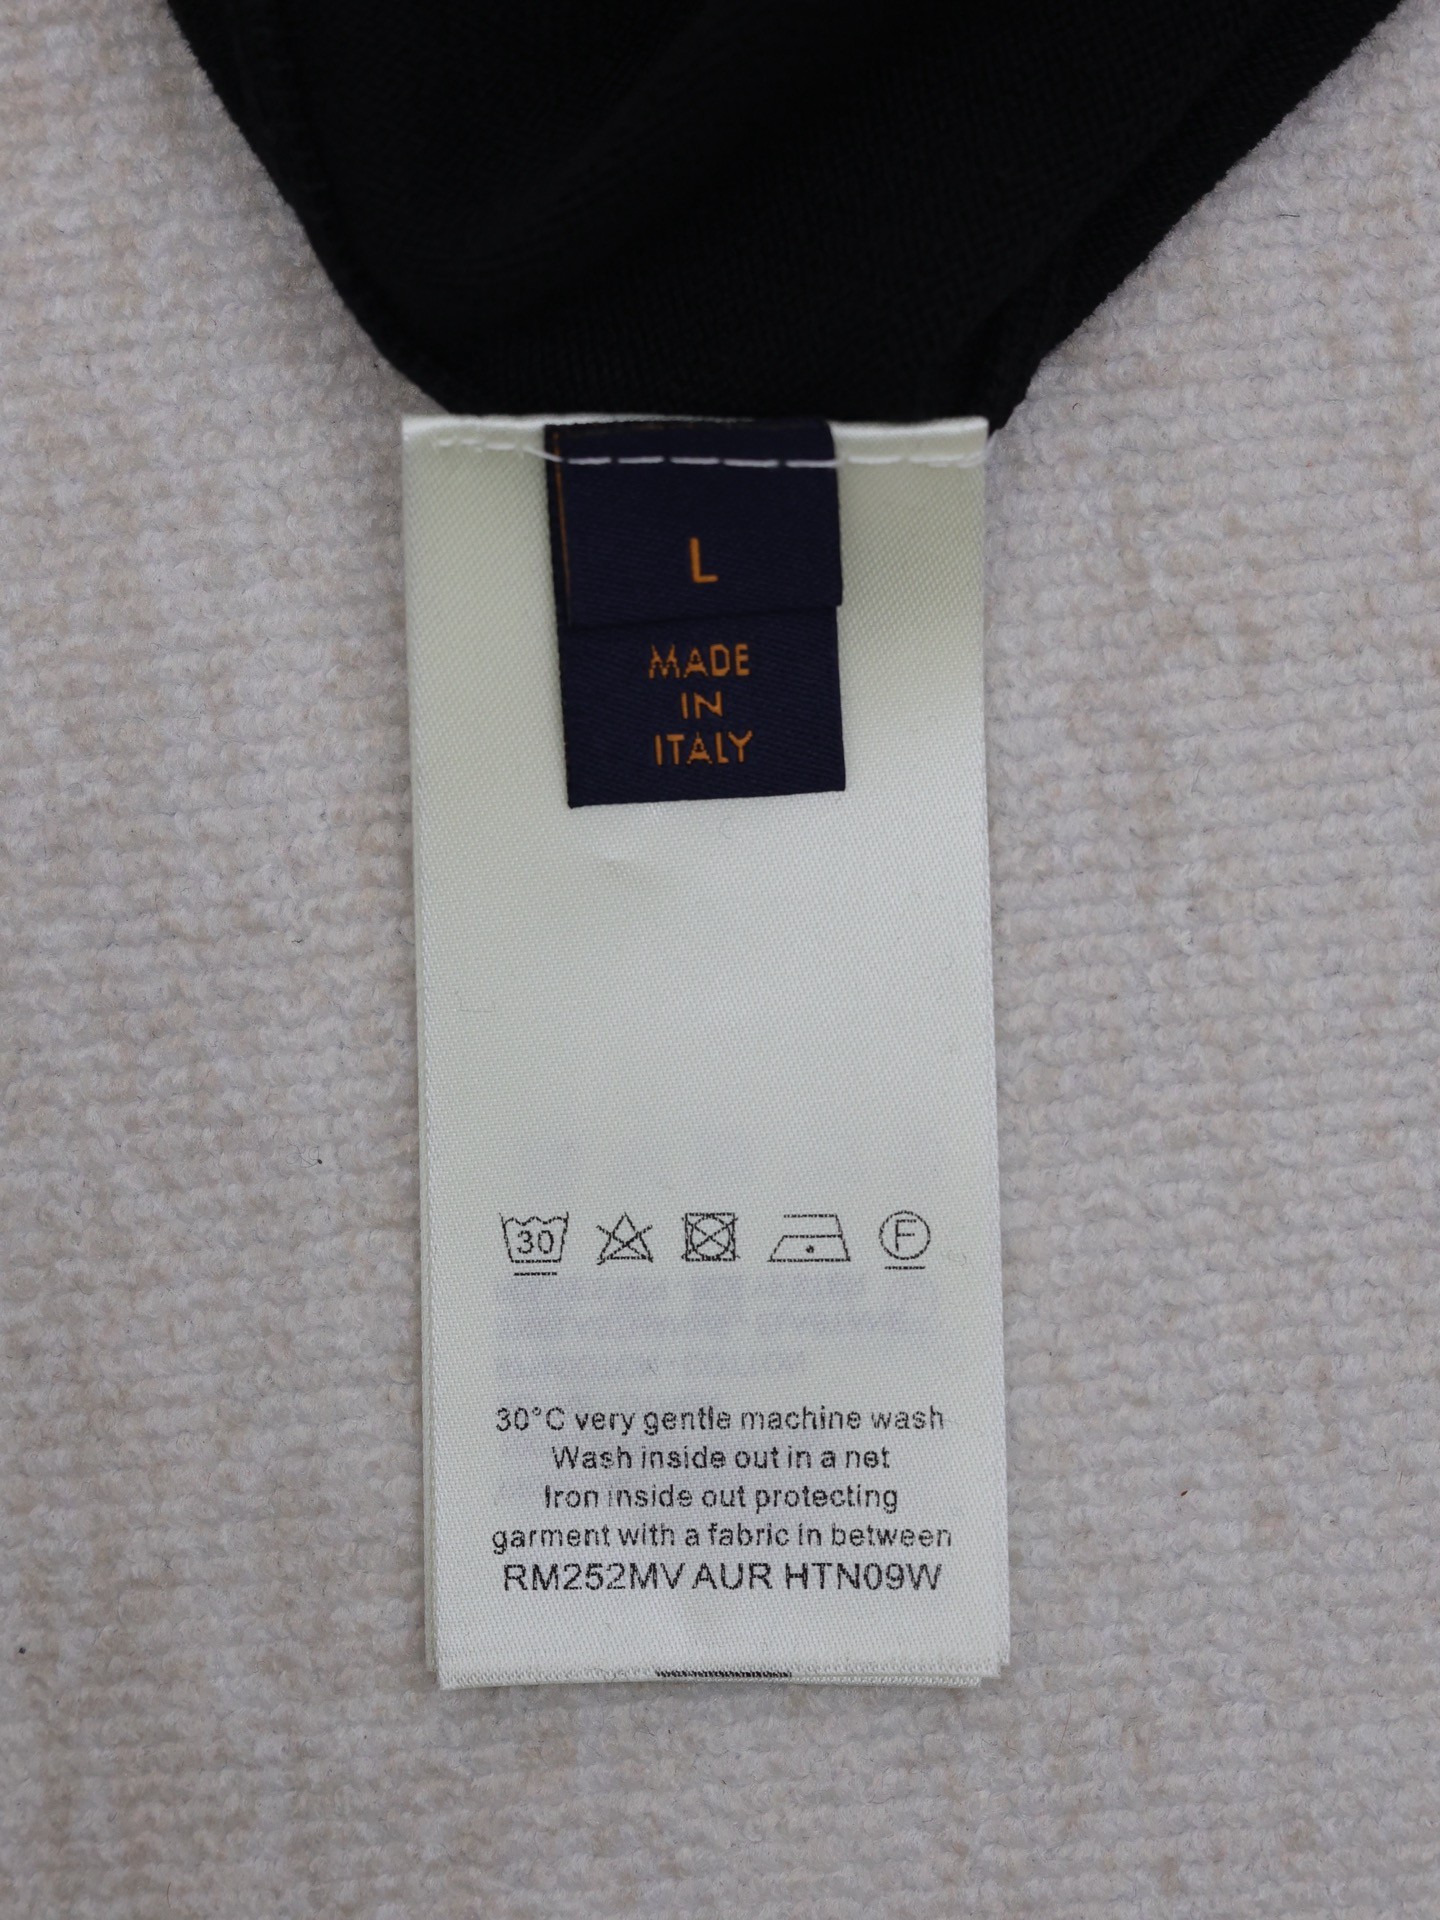 L
MADE
IN
ITALY
30
F
30°C very gentle machine wash
Wash inside out in a net
Iron inside out protecting
garment with a fabric in between
RM252MV AUR HTN09W